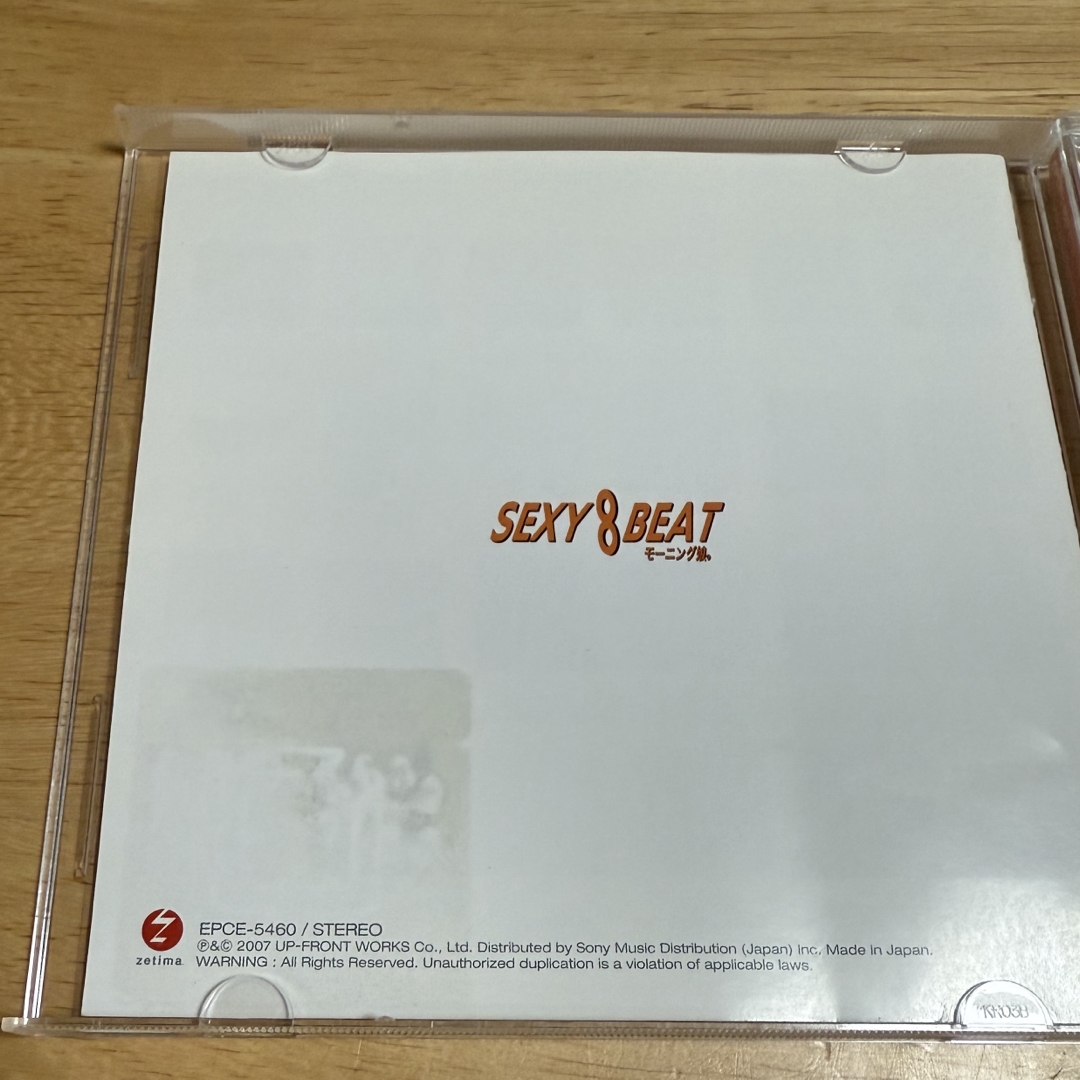 SEXY 8 BEAT
モーニング娘。
EPCE-5460 / STEREO
℗&© 2007 UP-FRONT WORKS Co., Ltd. Distributed by Sony Music Distribution (Japan) Inc. Made in Japan.
zetima
WARNING : All Rights Reserved. Unauthorized duplication is a violation of applicable laws.